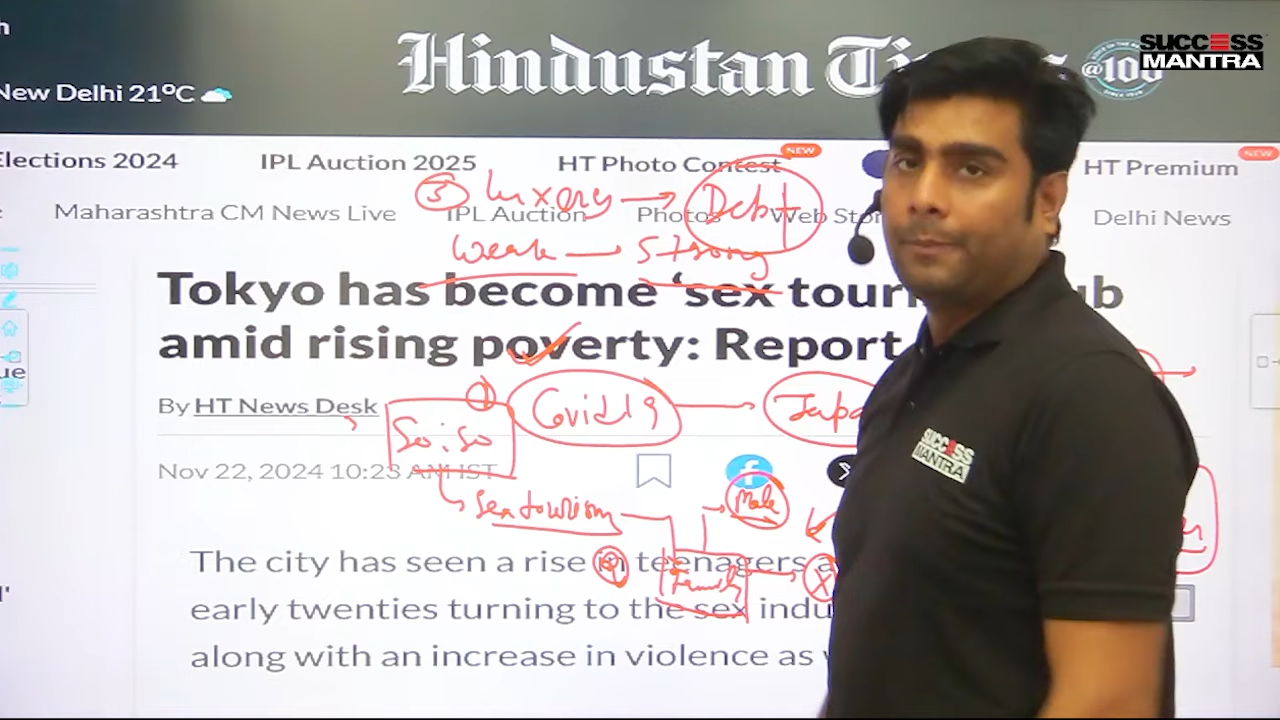 SUCCESS
MANTRA
Hindustan
@100
New Delhi 21°C
Elections 2024
IPL Auction 2025
HT Photo Contest
NEW
HT Premium
NEW
Maharashtra CM News Live
IPL Auction
Photos
Web Stor
Delhi News
③ luxery → Debt
Weak — Strong
Tokyo has become ‘sex touri ub
amid rising poverty: Report
By HT News Desk
① Covid19 → Japa
So:So
Nov 22, 2024 10:23 AM IST
Sex tourism
Male
Family
X
The city has seen a rise in teenagers a
early twenties turning to the sex indu
along with an increase in violence as
SUCCESS
MANTRA